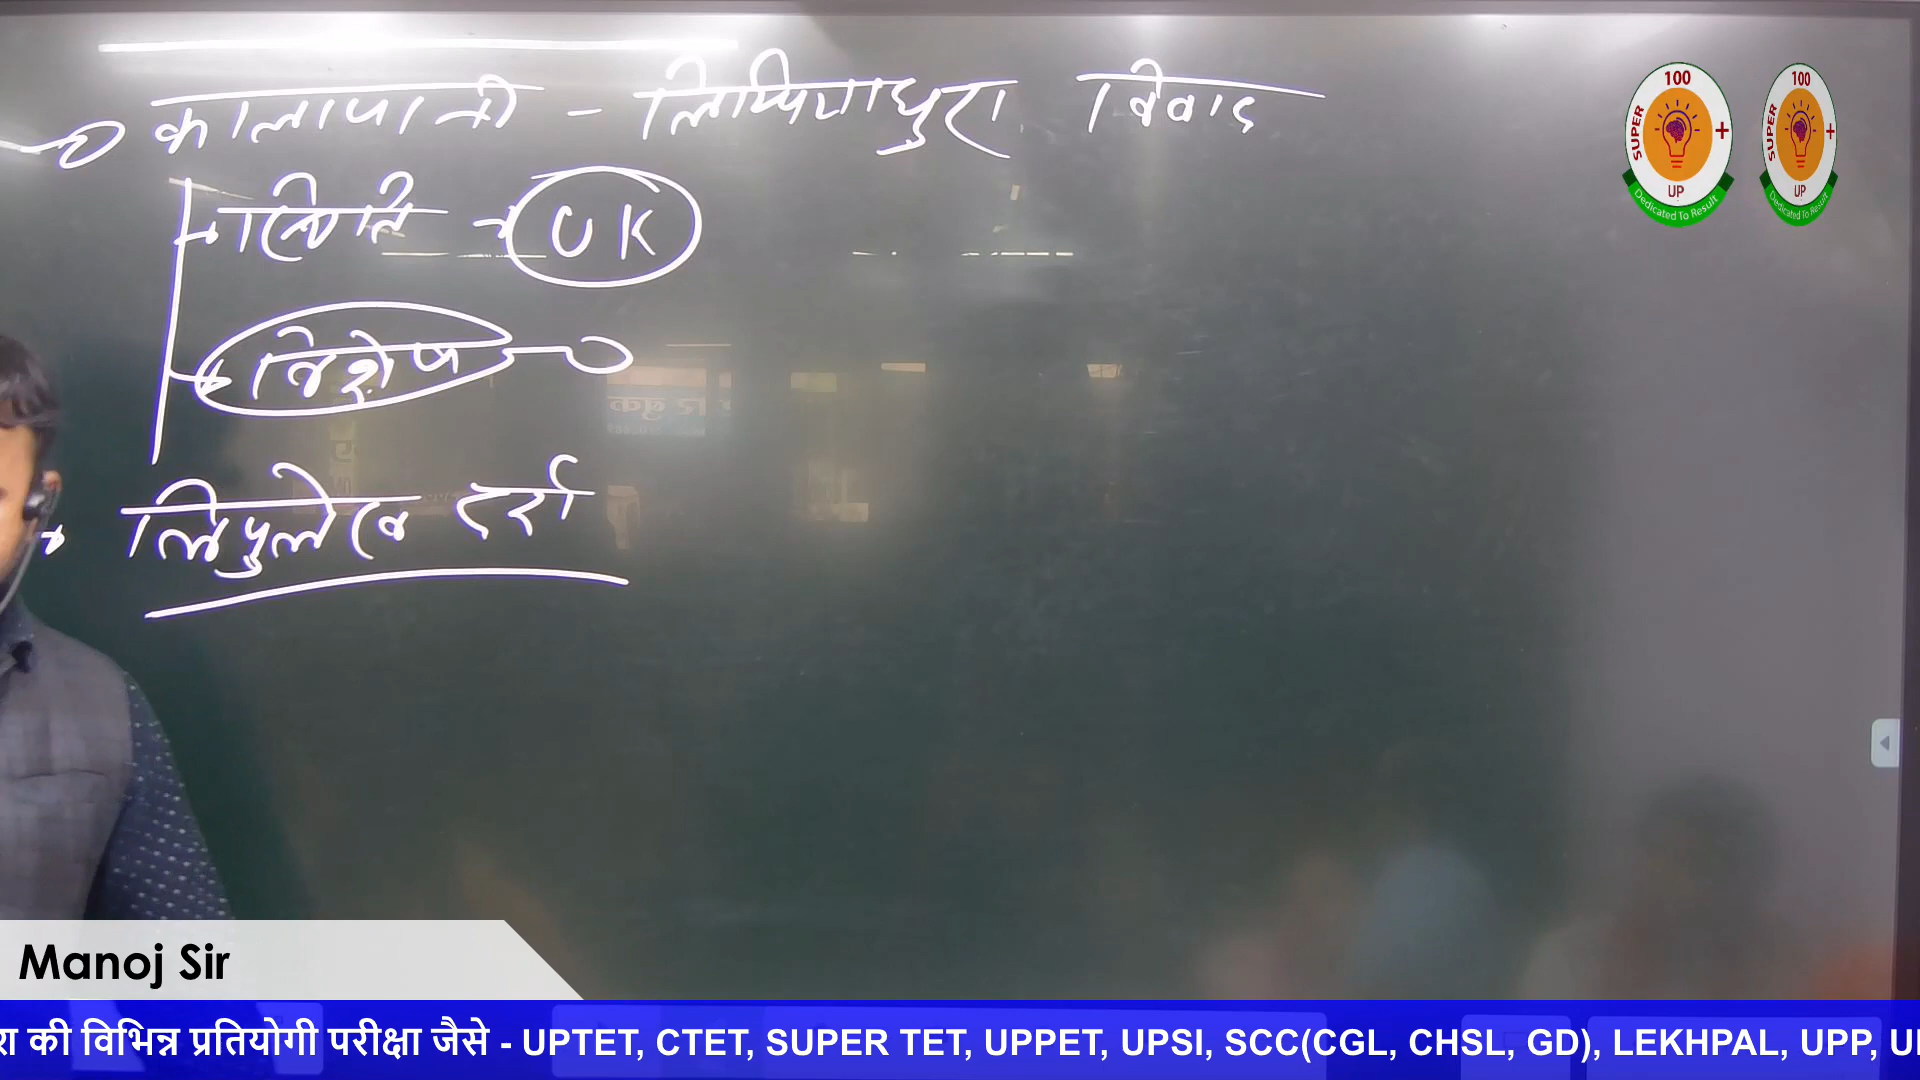 कालापानी - लिम्पियाधुरा विवाद
स्थिति → UK
विशेष
लिपुलेख दर्रा
100
SUPER
+
UP
Dedicated To Result
100
SUPER
+
UP
Dedicated To Result
Manoj Sir
रा की विभिन्न प्रतियोगी परीक्षा जैसे - UPTET, CTET, SUPER TET, UPPET, UPSI, SCC(CGL, CHSL, GD), LEKHPAL, UPP, U